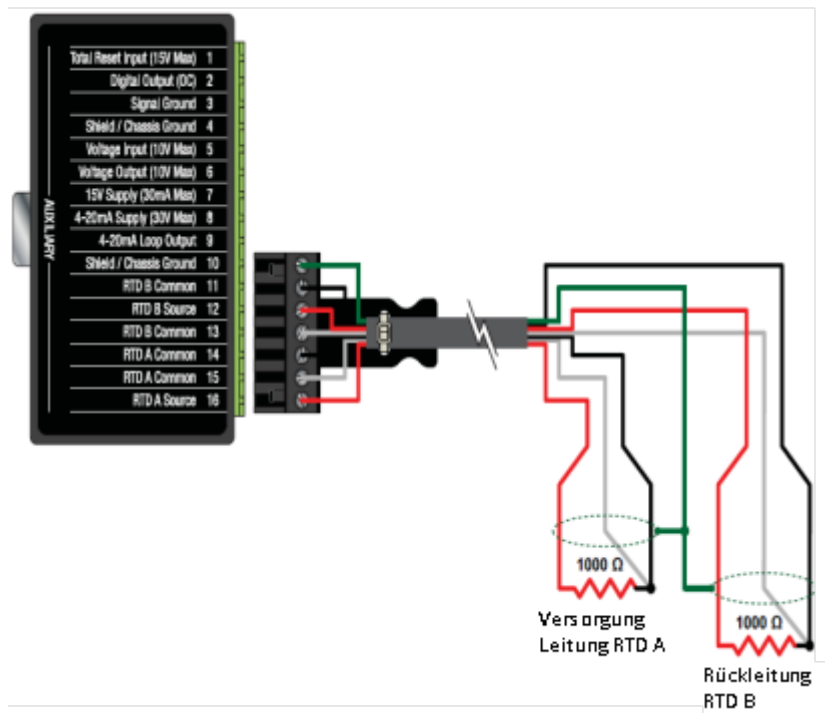 Total Reset Input (15V Max) 1
Digital Output (OC) 2
Signal Ground 3
Shield / Chassis Ground 4
Voltage Input (10V Max) 5
Voltage Output (10V Max) 6
15V Supply (30mA Max) 7
4-20mA Supply (30V Max) 8
4-20mA Loop Output 9
Shield / Chassis Ground 10
RTD B Common 11
RTD B Source 12
RTD B Common 13
RTD A Common 14
RTD A Common 15
RTD A Source 16
AUXILIARY
1000 Ω
Versorgung
Leitung RTD A
1000 Ω
Rückleitung
RTD B